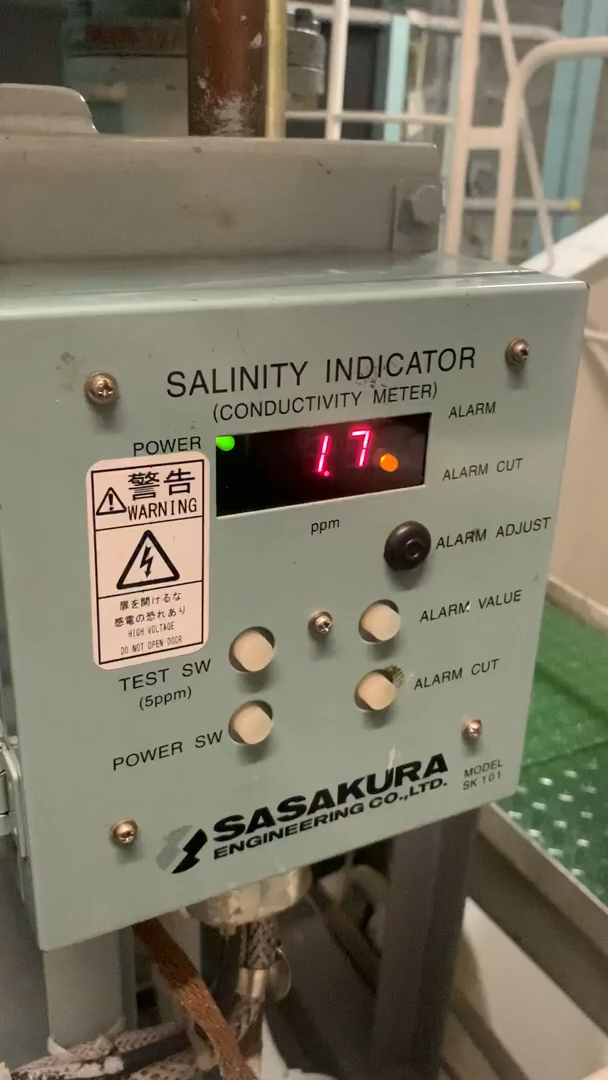 SALINITY INDICATOR
(CONDUCTIVITY METER)
ALARM
POWER
1.7
ALARM CUT
ppm
ALARM ADJUST
警告
WARNING
扉を開けるな
感電の恐れあり
HIGH VOLTAGE
DO NOT OPEN DOOR
ALARM VALUE
TEST SW
(5ppm)
ALARM CUT
POWER SW
SASAKURA
ENGINEERING CO.,LTD.
MODEL
SK 101